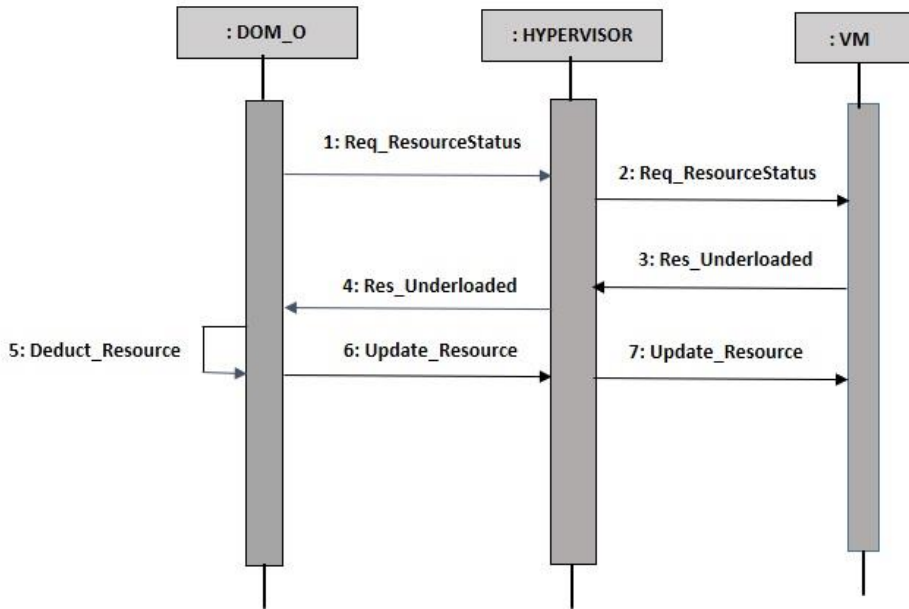 : DOM_O
: HYPERVISOR
: VM
1: Req_ResourceStatus
2: Req_ResourceStatus
3: Res_Underloaded
4: Res_Underloaded
5: Deduct_Resource
6: Update_Resource
7: Update_Resource